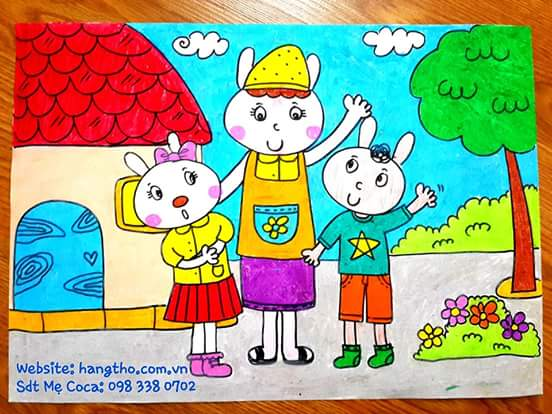 Website: hangtho.com.vn
Sdt Mẹ Coca: 098 338 0702